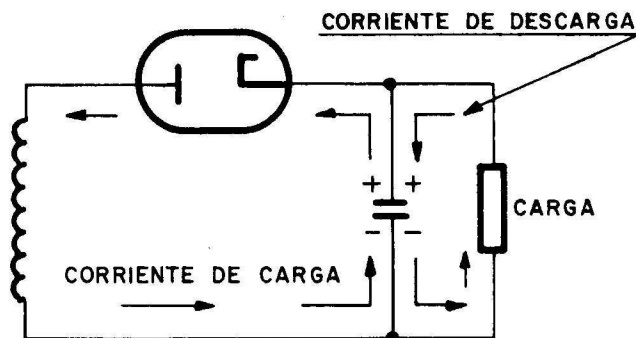 CORRIENTE DE DESCARGA
+ +
CARGA
− −
CORRIENTE DE CARGA